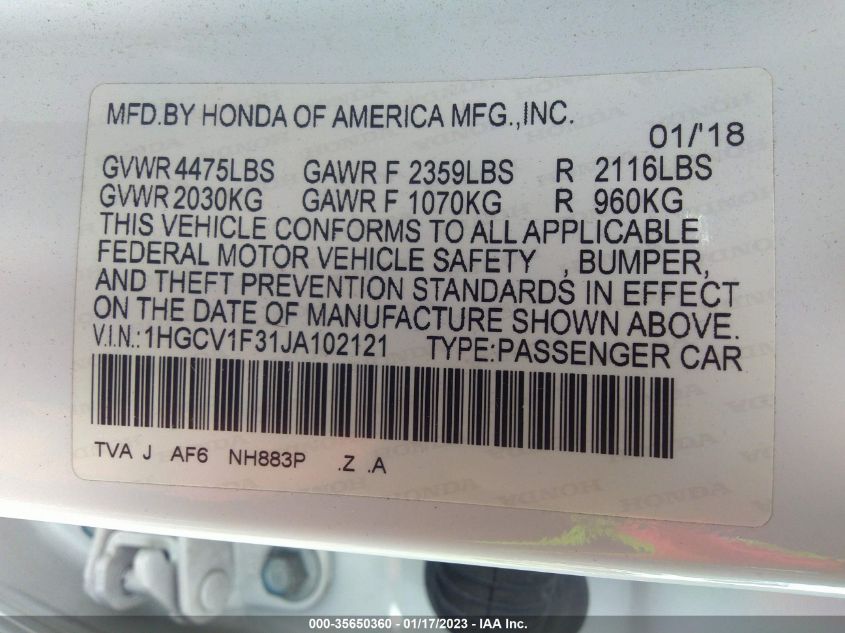 MFD.BY HONDA OF AMERICA MFG.,INC.
01/'18
GVWR 4475LBS GAWR F 2359LBS R 2116LBS
GVWR 2030KG GAWR F 1070KG R 960KG
THIS VEHICLE CONFORMS TO ALL APPLICABLE
FEDERAL MOTOR VEHICLE SAFETY , BUMPER,
AND THEFT PREVENTION STANDARDS IN EFFECT
ON THE DATE OF MANUFACTURE SHOWN ABOVE.
V.I.N.:1HGCV1F31JA102121 TYPE:PASSENGER CAR
TVA J AF6 NH883P .Z .A
000-35650360 - 01/17/2023 - IAA Inc.